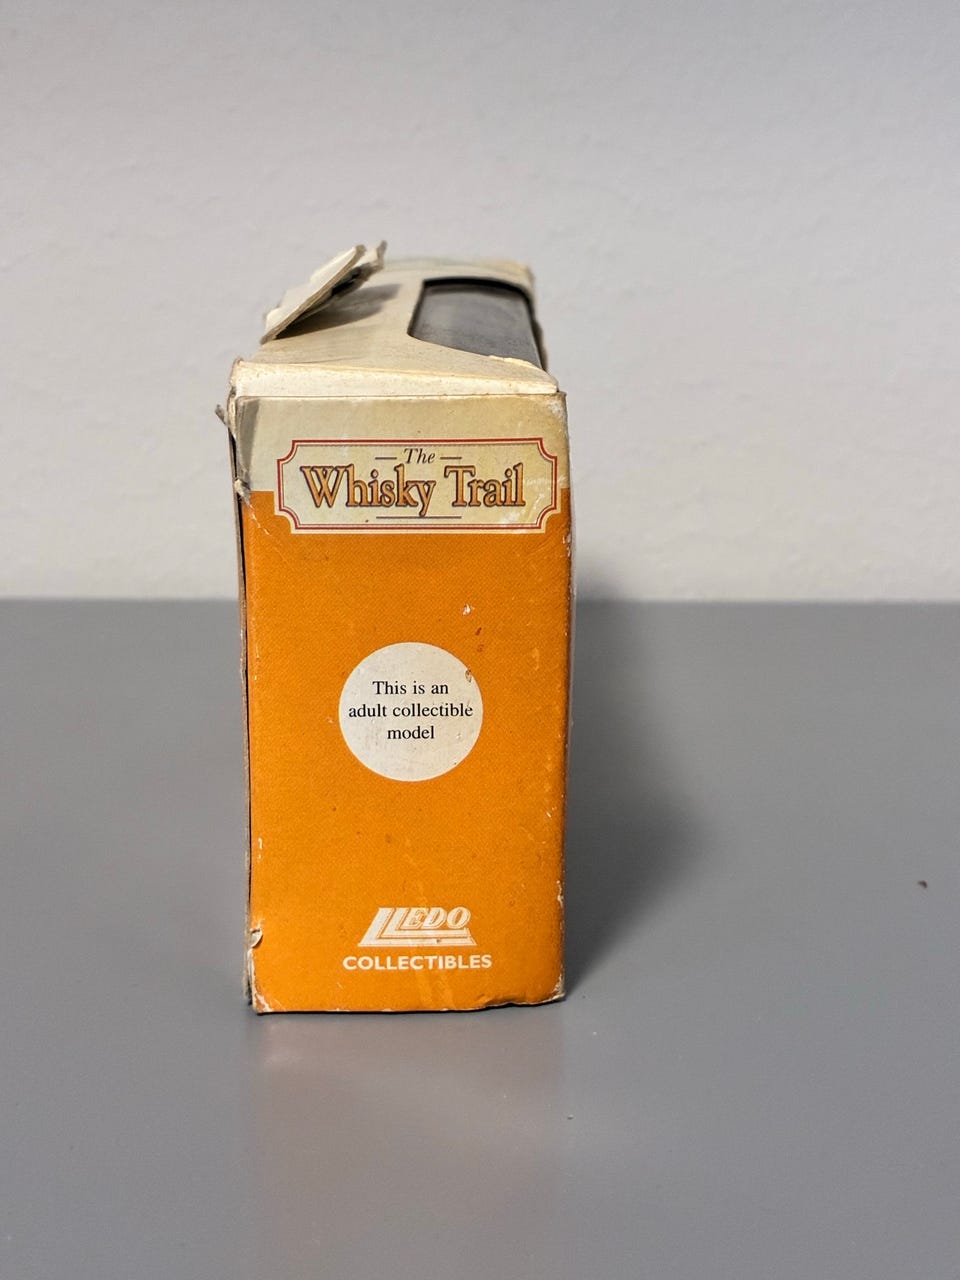 The
Whisky Trail
This is an
adult collectible
model
LLEDO
COLLECTIBLES